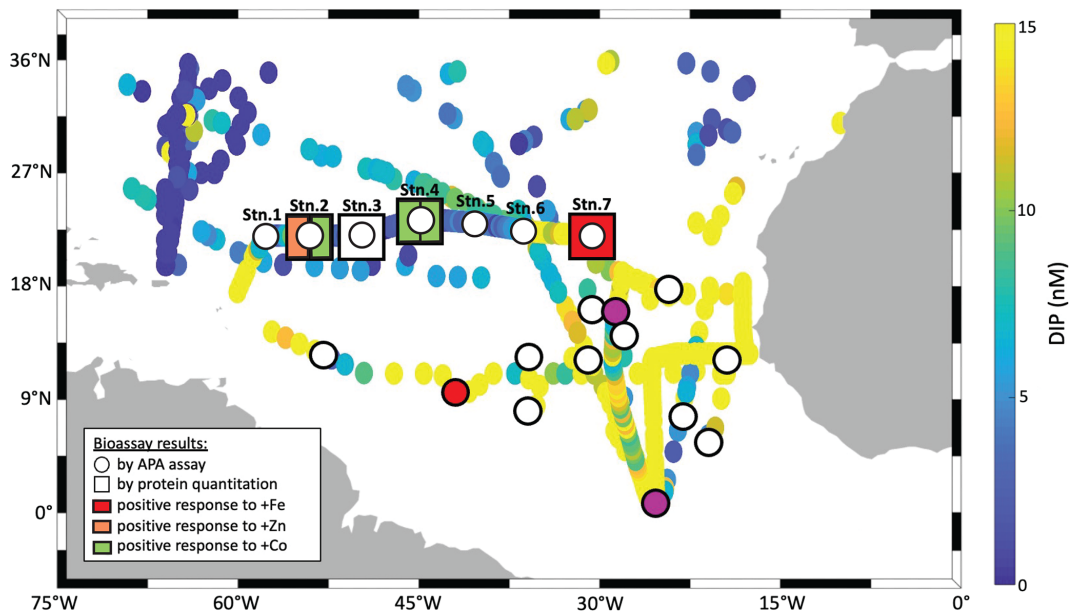 36°N
27°N
18°N
9°N
0°
75°W
60°W
45°W
30°W
15°W
0°
Stn.1
Stn.2
Stn.3
Stn.4
Stn.5
Stn.6
Stn.7
Bioassay results:
by APA assay
by protein quantitation
positive response to +Fe
positive response to +Zn
positive response to +Co
15
10
5
0
DIP (nM)